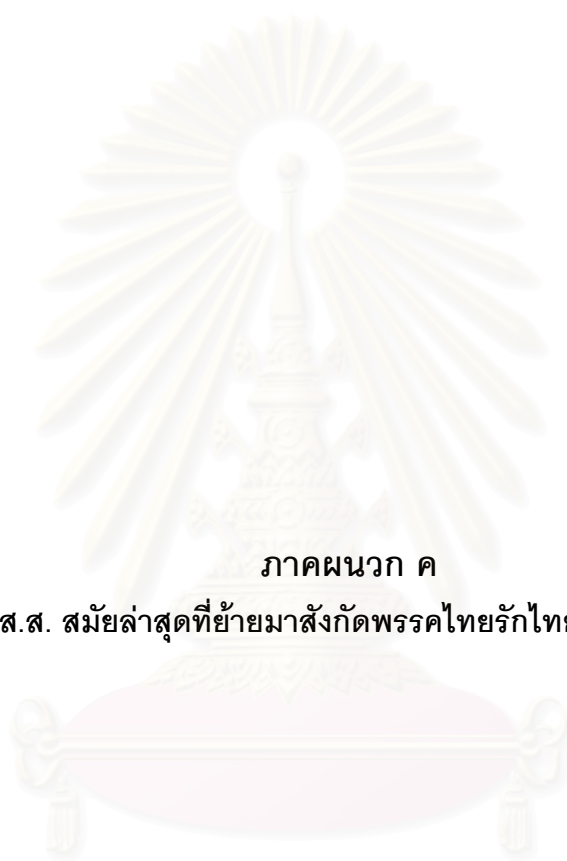 ภาคผนวก ค
ส.ส. สมัยล่าสุดที่ย้ายมาสังกัดพรรคไทยรักไทย